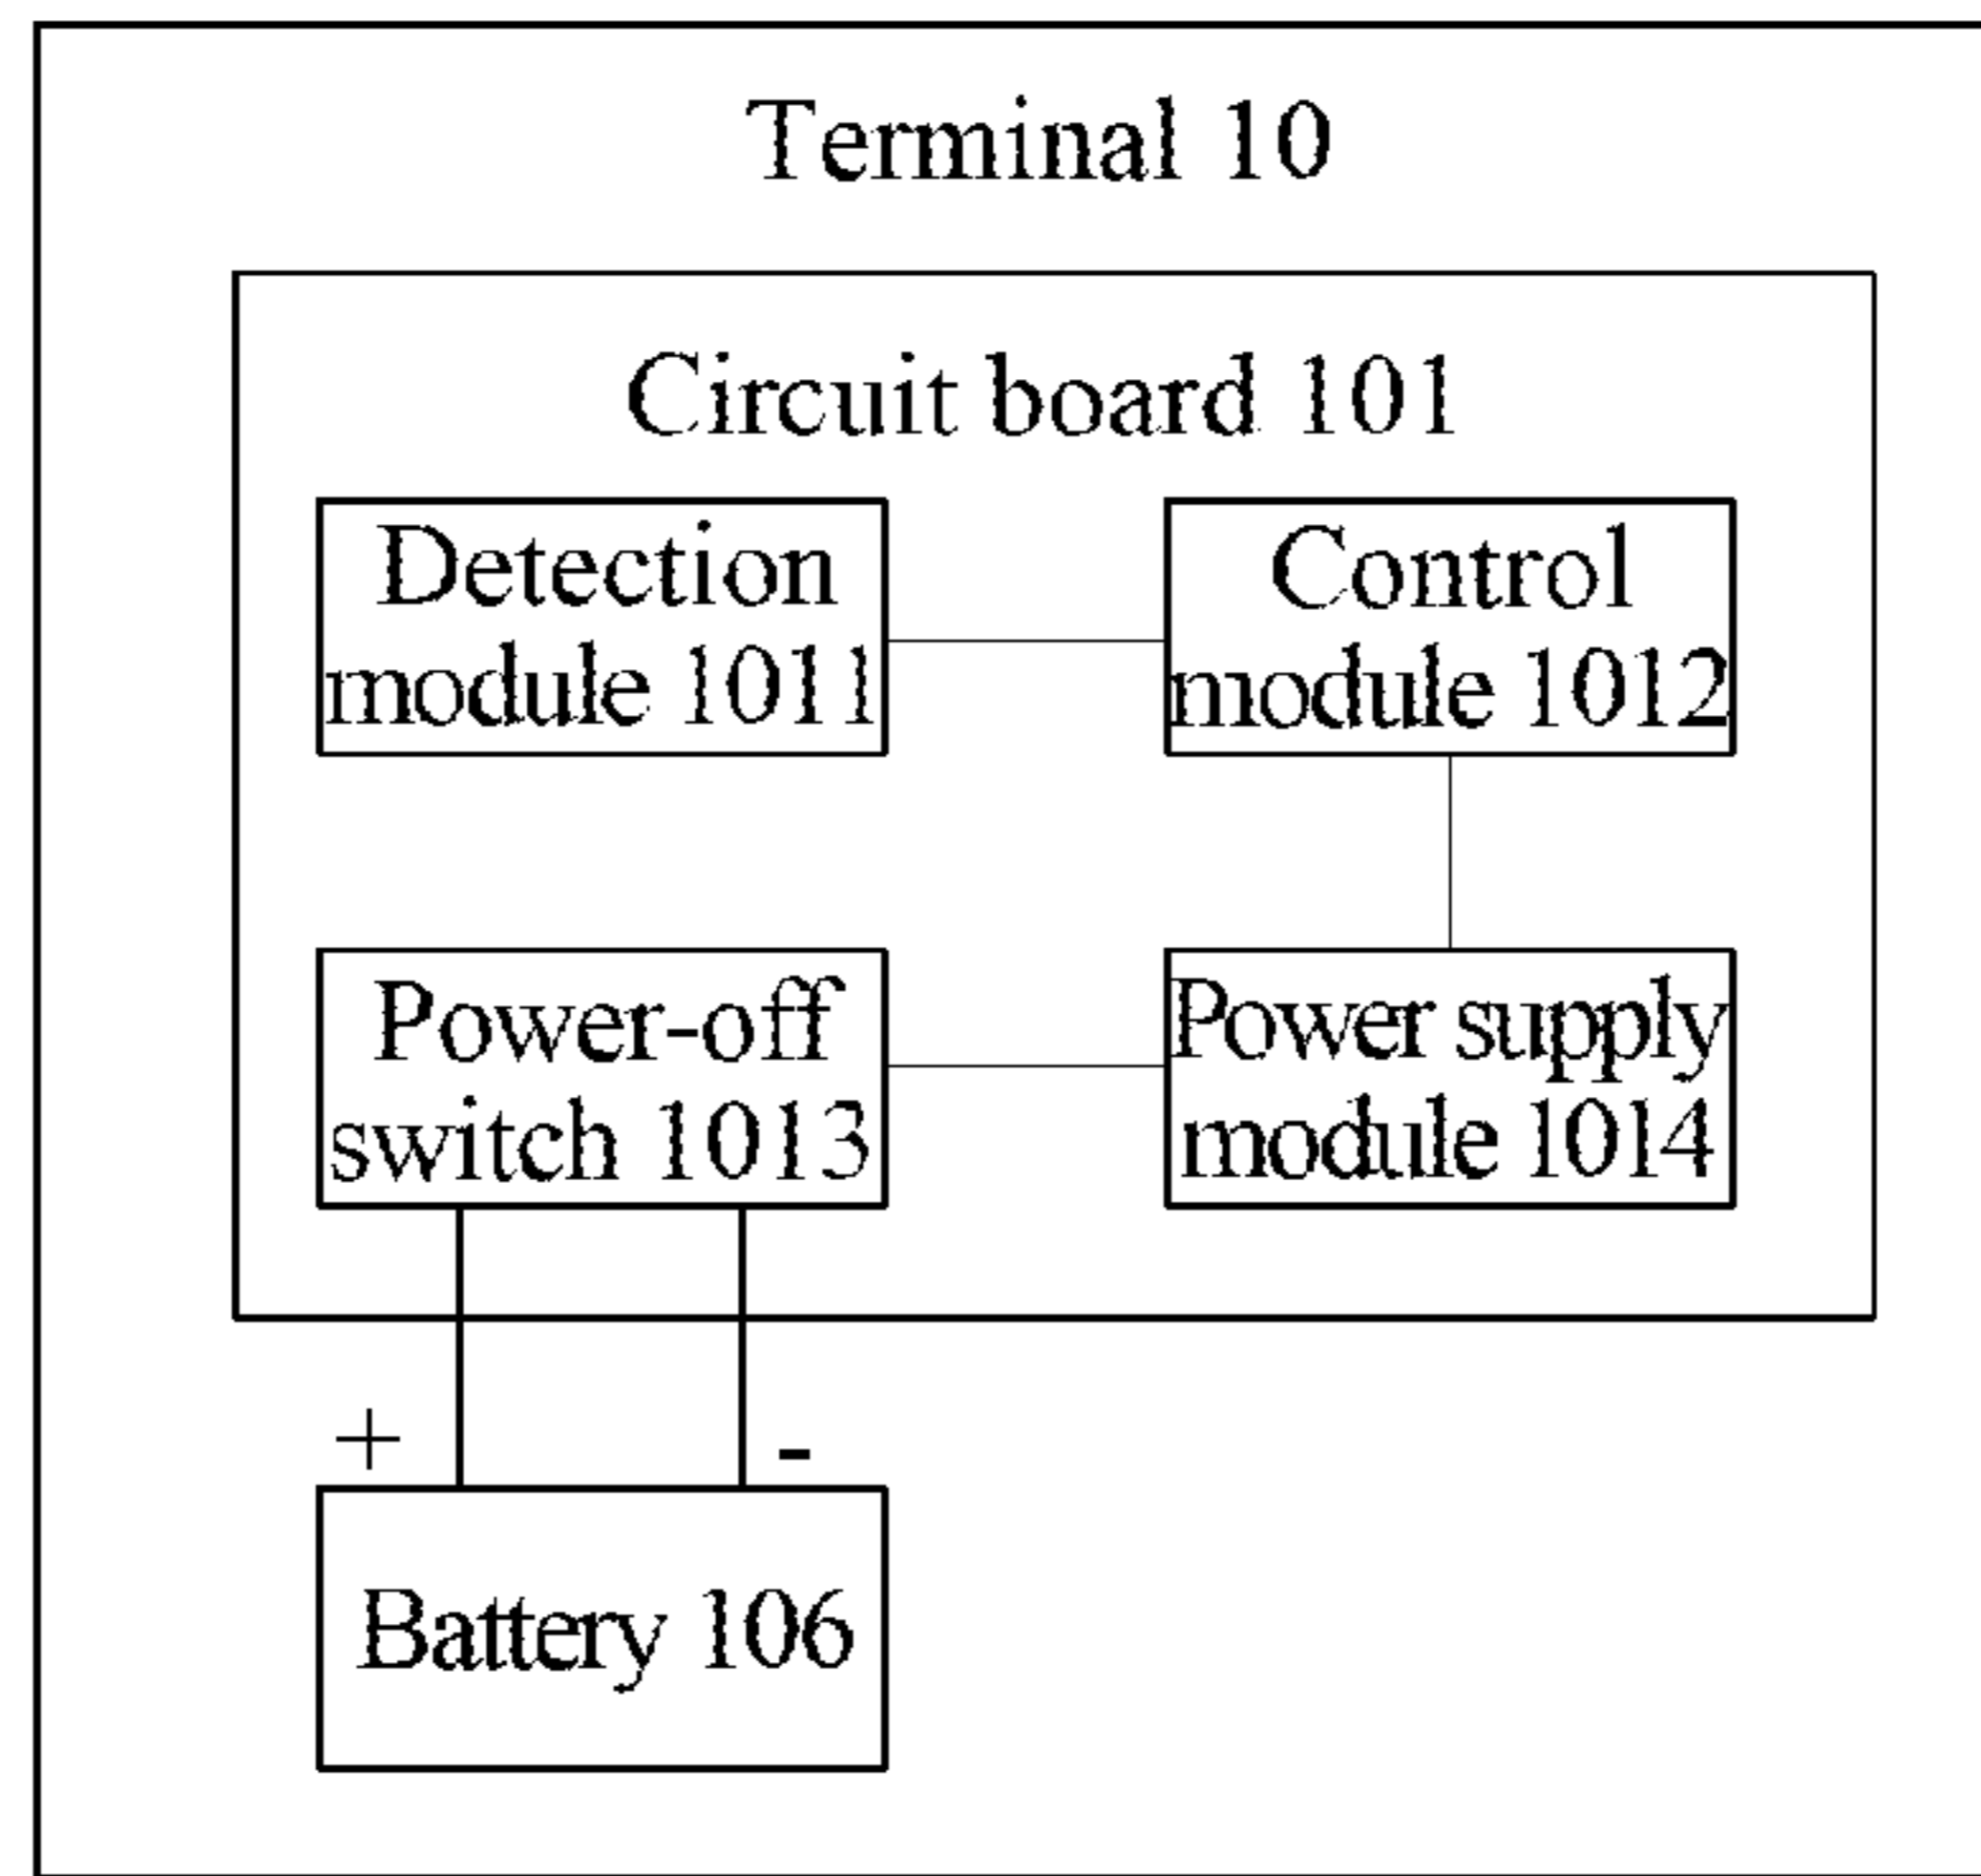 Terminal 10
Circuit board 101
Detection
module 1011
Control
module 1012
Power-off
switch 1013
Power supply
module 1014
+
-
Battery 106